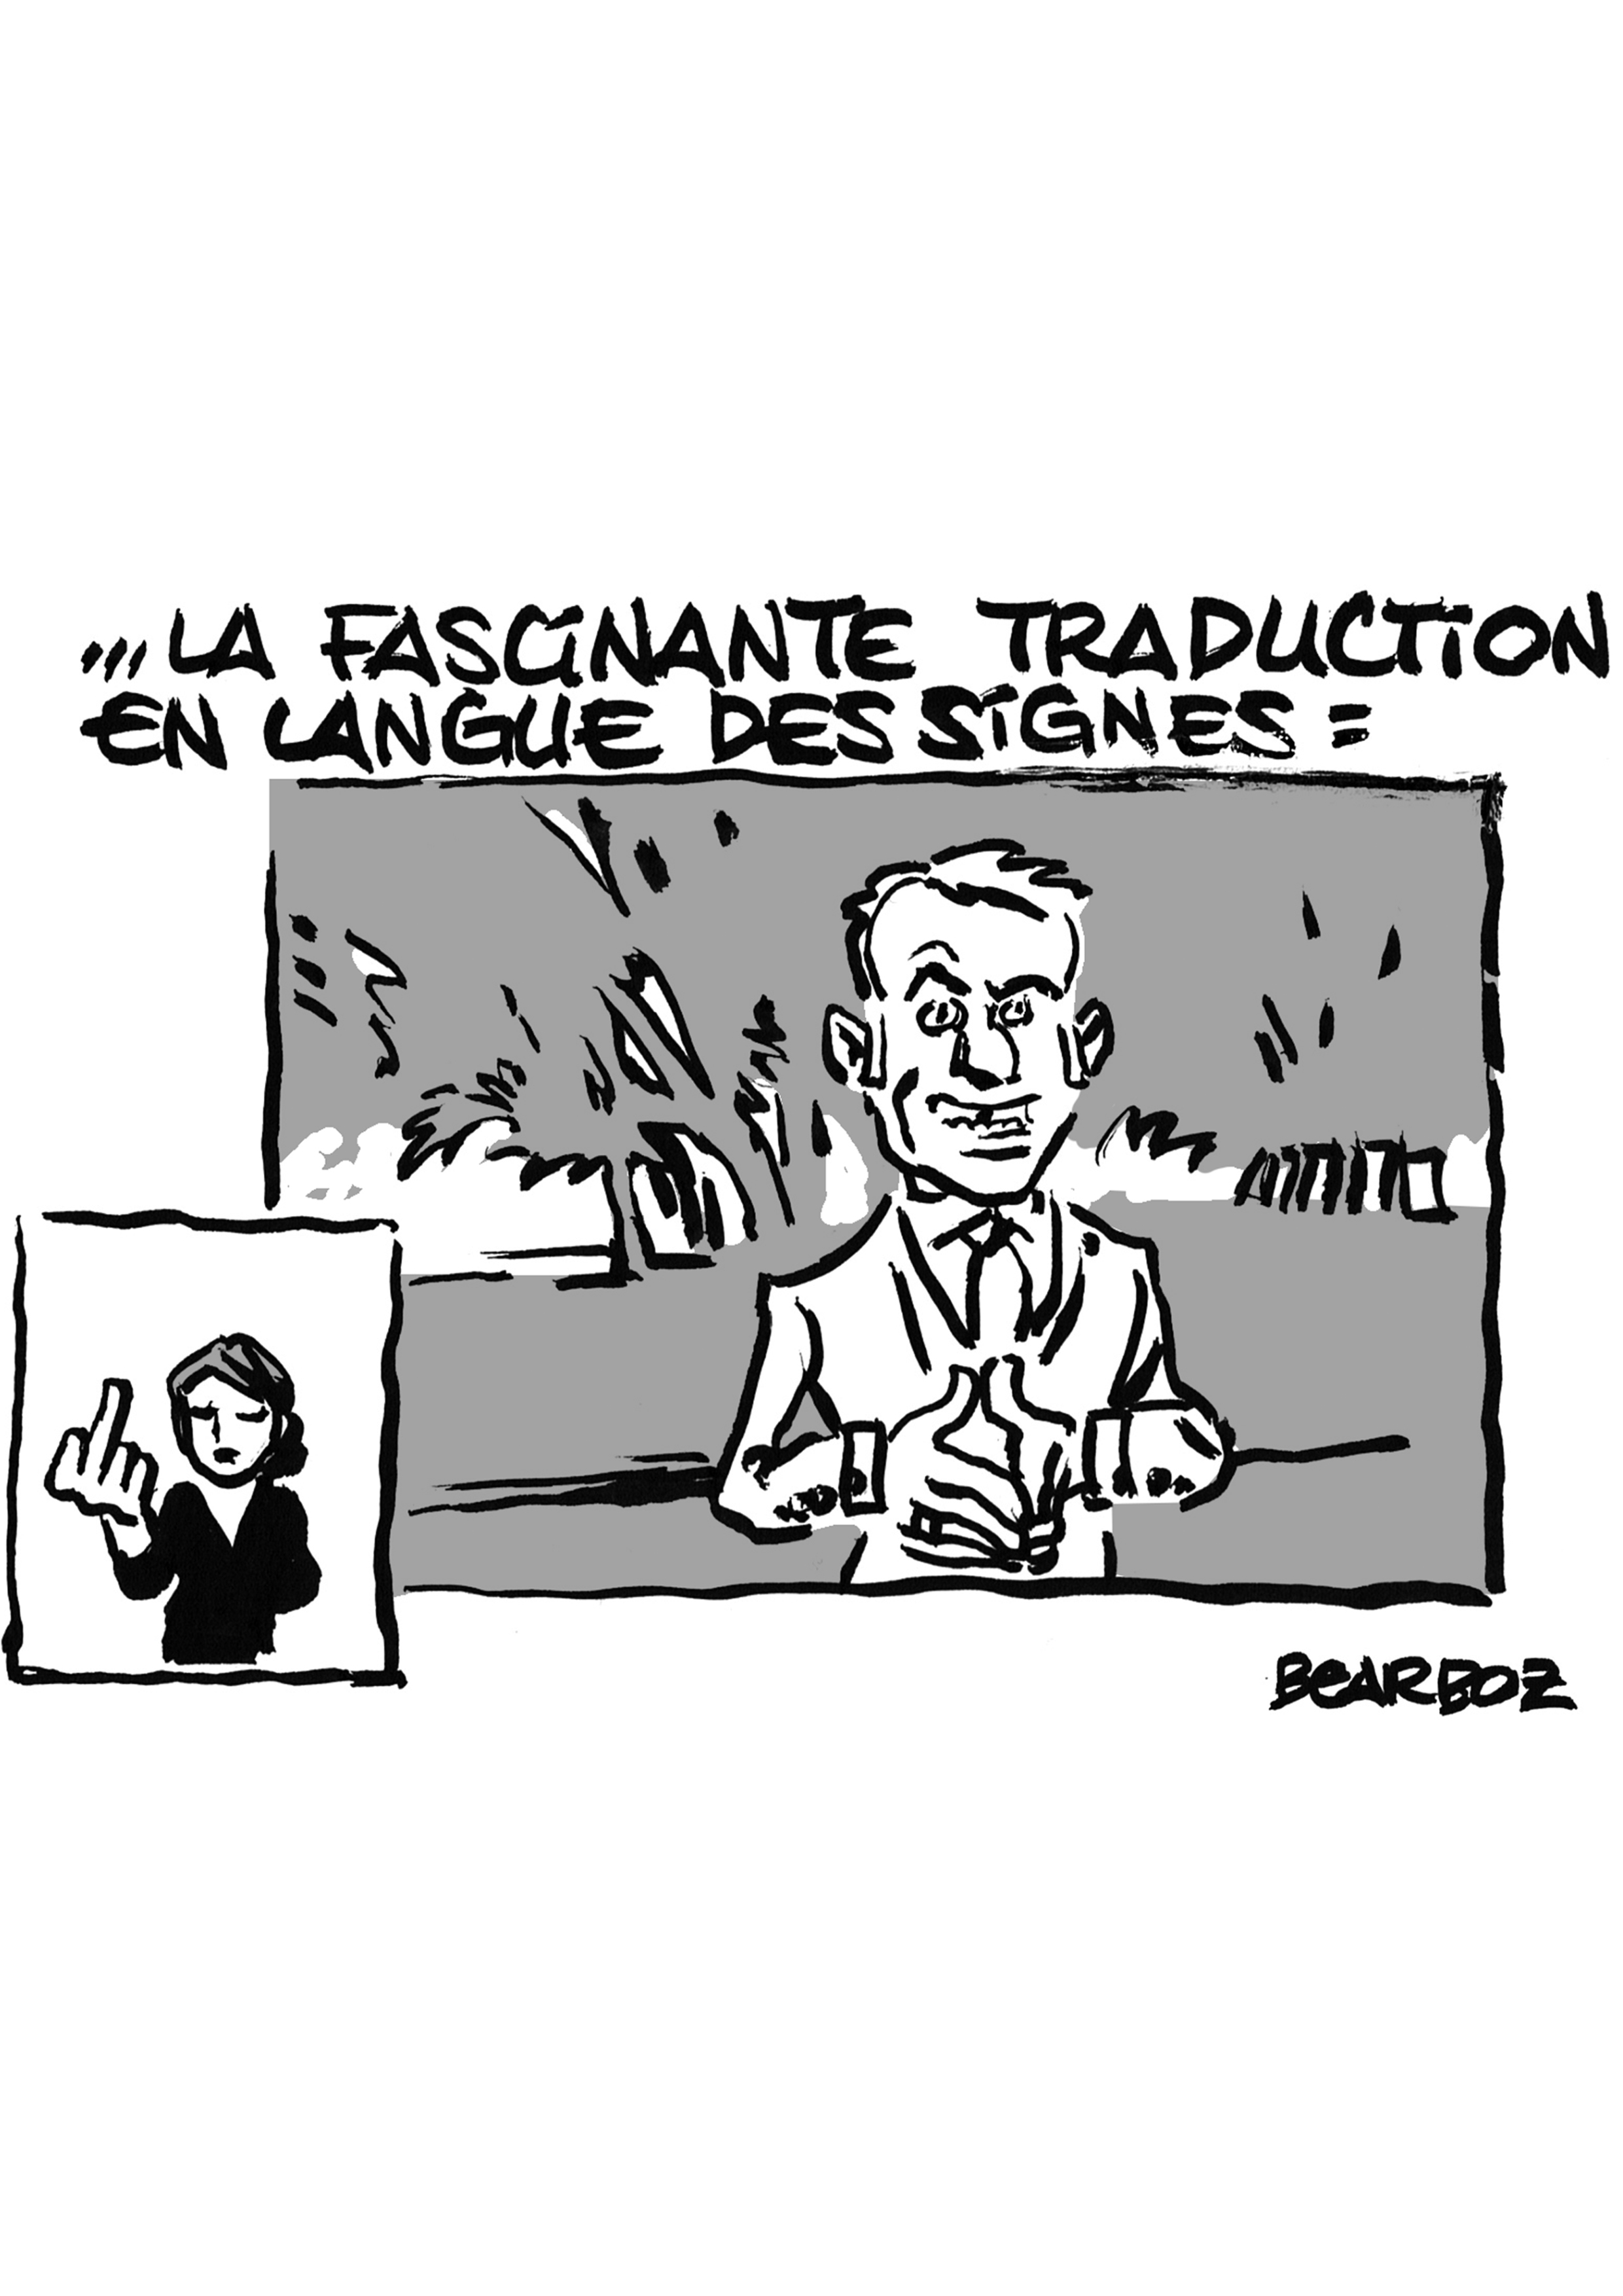 ...LA FASCiNANTE TRADUCTiON
EN LANGUE DES SiGNES =
BEARBOZ